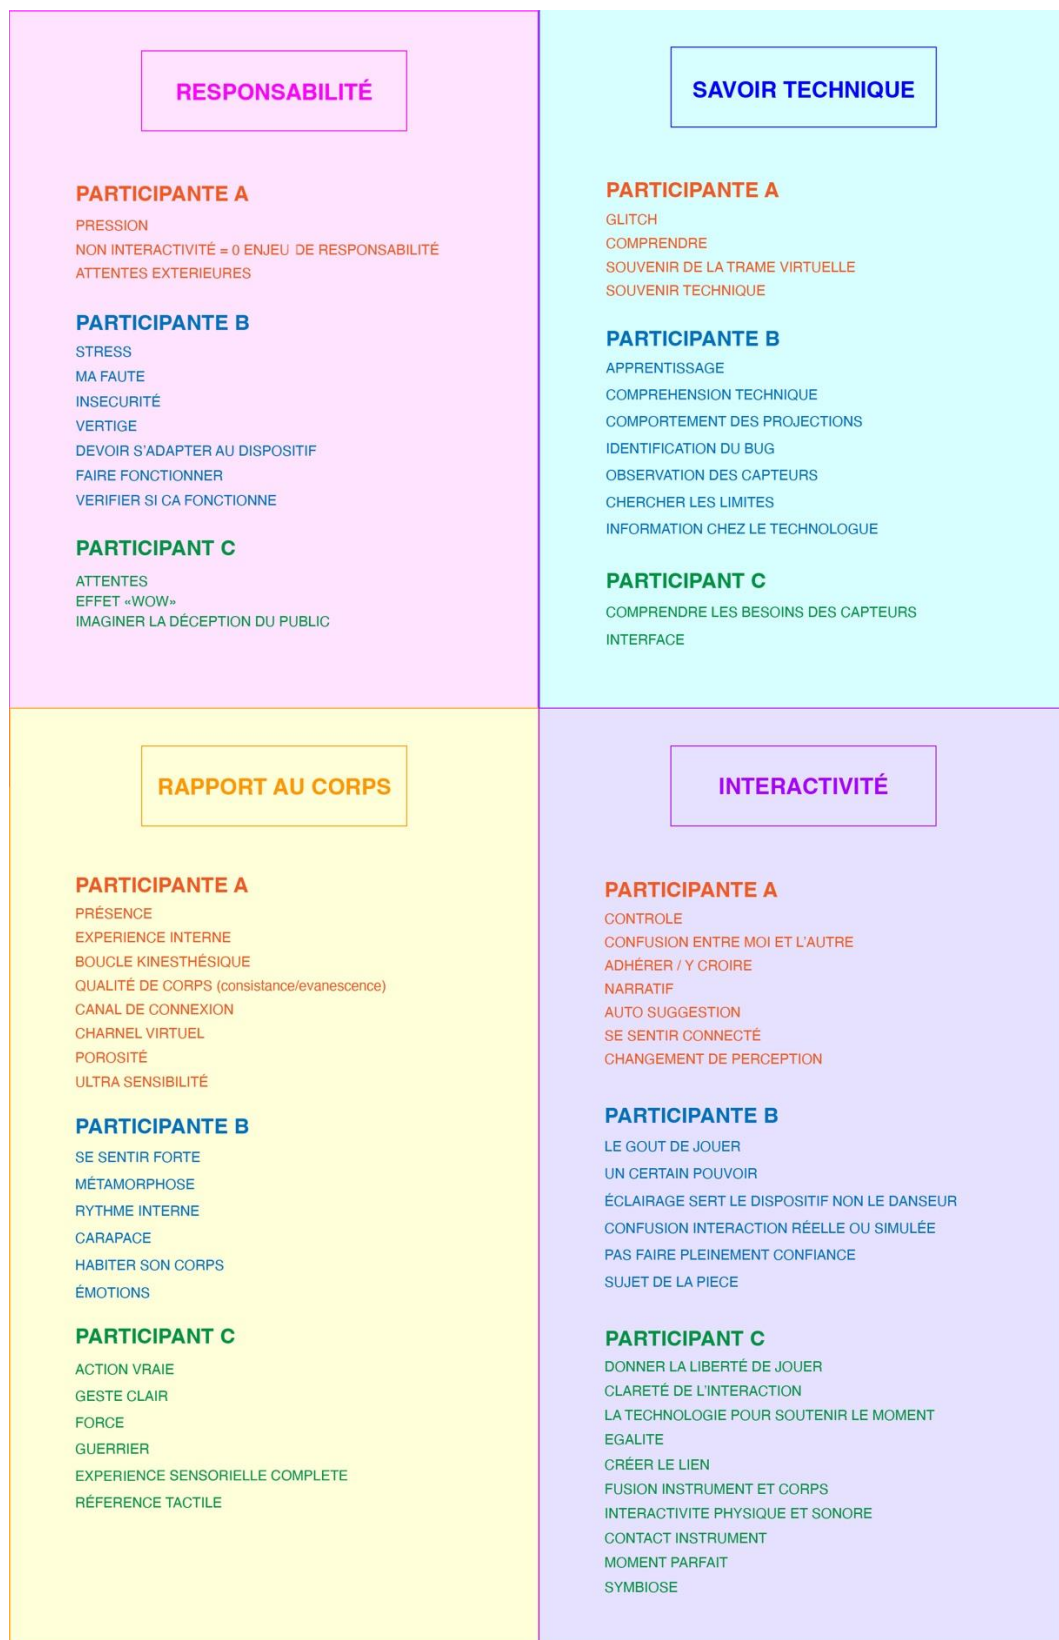 RESPONSABILITÉ
PARTICIPANTE A
PRESSION
NON INTERACTIVITÉ = 0 ENJEU DE RESPONSABILITÉ
ATTENTES EXTERIEURES
PARTICIPANTE B
STRESS
MA FAUTE
INSECURITÉ
VERTIGE
DEVOIR S'ADAPTER AU DISPOSITIF
FAIRE FONCTIONNER
VERIFIER SI CA FONCTIONNE
PARTICIPANT C
ATTENTES
EFFET «WOW»
IMAGINER LA DÉCEPTION DU PUBLIC
SAVOIR TECHNIQUE
PARTICIPANTE A
GLITCH
COMPRENDRE
SOUVENIR DE LA TRAME VIRTUELLE
SOUVENIR TECHNIQUE
PARTICIPANTE B
APPRENTISSAGE
COMPREHENSION TECHNIQUE
COMPORTEMENT DES PROJECTIONS
IDENTIFICATION DU BUG
OBSERVATION DES CAPTEURS
CHERCHER LES LIMITES
INFORMATION CHEZ LE TECHNOLOGUE
PARTICIPANT C
COMPRENDRE LES BESOINS DES CAPTEURS
INTERFACE
RAPPORT AU CORPS
PARTICIPANTE A
PRÉSENCE
EXPERIENCE INTERNE
BOUCLE KINESTHÉSIQUE
QUALITÉ DE CORPS (consistance/evanescence)
CANAL DE CONNEXION
CHARNEL VIRTUEL
POROSITÉ
ULTRA SENSIBILITÉ
PARTICIPANTE B
SE SENTIR FORTE
MÉTAMORPHOSE
RYTHME INTERNE
CARAPACE
HABITER SON CORPS
ÉMOTIONS
PARTICIPANT C
ACTION VRAIE
GESTE CLAIR
FORCE
GUERRIER
EXPERIENCE SENSORIELLE COMPLETE
RÉFERENCE TACTILE
INTERACTIVITÉ
PARTICIPANTE A
CONTROLE
CONFUSION ENTRE MOI ET L'AUTRE
ADHÉRER / Y CROIRE
NARRATIF
AUTO SUGGESTION
SE SENTIR CONNECTÉ
CHANGEMENT DE PERCEPTION
PARTICIPANTE B
LE GOUT DE JOUER
UN CERTAIN POUVOIR
ÉCLAIRAGE SERT LE DISPOSITIF NON LE DANSEUR
CONFUSION INTERACTION RÉELLE OU SIMULÉE
PAS FAIRE PLEINEMENT CONFIANCE
SUJET DE LA PIECE
PARTICIPANT C
DONNER LA LIBERTÉ DE JOUER
CLARETÉ DE L'INTERACTION
LA TECHNOLOGIE POUR SOUTENIR LE MOMENT
EGALITE
CRÉER LE LIEN
FUSION INSTRUMENT ET CORPS
INTERACTIVITE PHYSIQUE ET SONORE
CONTACT INSTRUMENT
MOMENT PARFAIT
SYMBIOSE